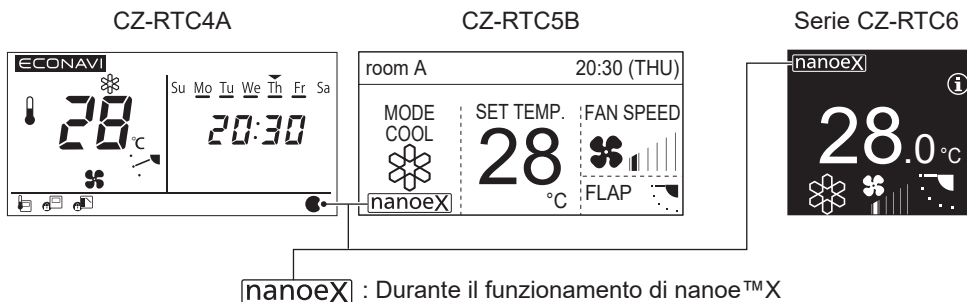 CZ-RTC4A
CZ-RTC5B
Serie CZ-RTC6
ECONAVI
28
°C
Su Mo Tu We Th Fr Sa
20:30
room A 20:30 (THU)
MODE
COOL
nanoeX
SET TEMP.
28
°C
FAN SPEED
FLAP
nanoeX
28.0°C
nanoeX : Durante il funzionamento di nanoe™X